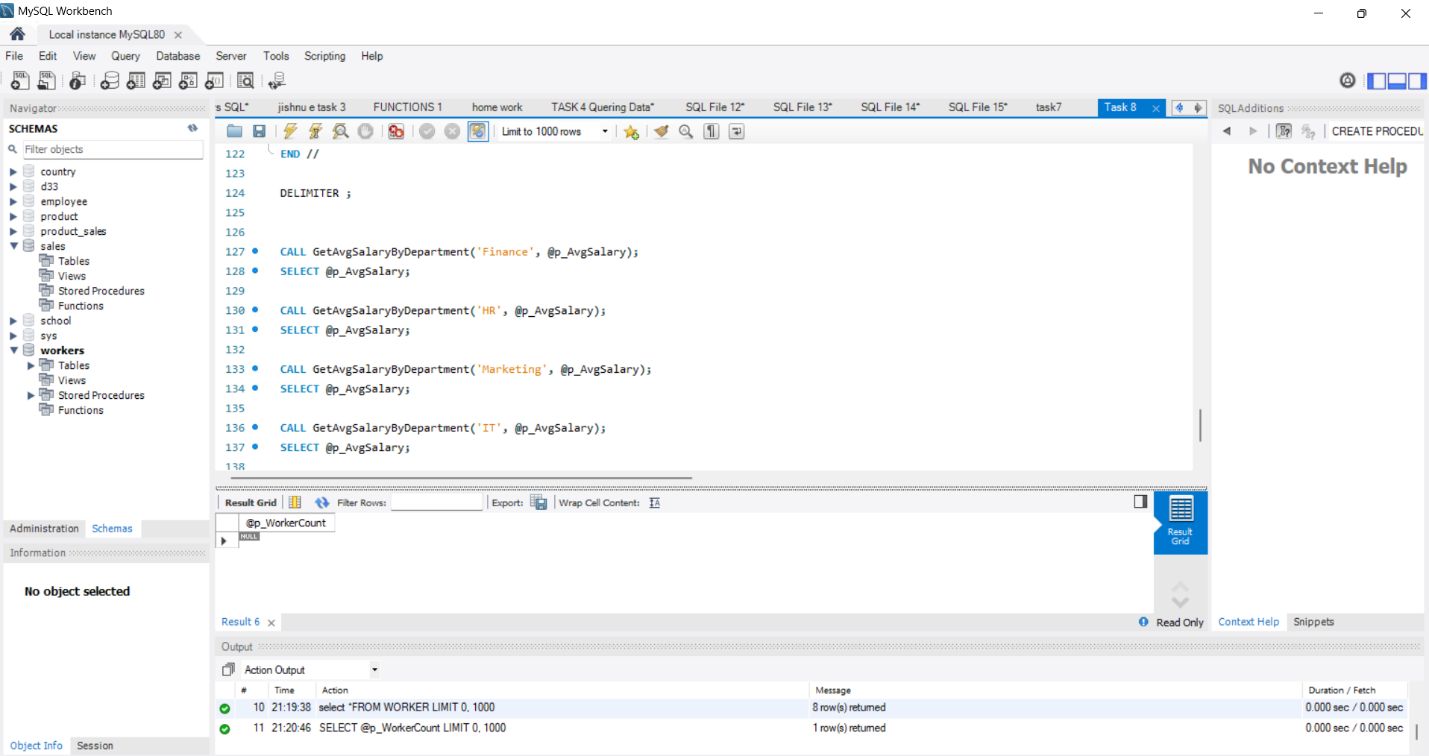 MySQL Workbench
Local instance MySQL80
File Edit View Query Database Server Tools Scripting Help
Navigator
SCHEMAS
Filter objects
country
d33
employee
product
product_sales
sales
Tables
Views
Stored Procedures
Functions
school
sys
workers
Tables
Views
Stored Procedures
Functions
Administration Schemas
Information
No object selected
Object Info Session
s SQL* jishnu e task 3 FUNCTIONS 1 home work TASK 4 Quering Data* SQL File 12* SQL File 13* SQL File 14* SQL File 15* task7 Task 8
Limit to 1000 rows
122 END //
123
124 DELIMITER ;
125
126
127 CALL GetAvgSalaryByDepartment('Finance', @p_AvgSalary);
128 SELECT @p_AvgSalary;
129
130 CALL GetAvgSalaryByDepartment('HR', @p_AvgSalary);
131 SELECT @p_AvgSalary;
132
133 CALL GetAvgSalaryByDepartment('Marketing', @p_AvgSalary);
134 SELECT @p_AvgSalary;
135
136 CALL GetAvgSalaryByDepartment('IT', @p_AvgSalary);
137 SELECT @p_AvgSalary;
138
Result Grid Filter Rows: Export: Wrap Cell Content:
@p_WorkerCount
NULL
Result Grid
Result 6
Read Only
SQLAdditions
CREATE PROCEDU
No Context Help
Context Help Snippets
Output
Action Output
# Time Action Message Duration / Fetch
10 21:19:38 select *FROM WORKER LIMIT 0, 1000 8 row(s) returned 0.000 sec / 0.000 sec
11 21:20:46 SELECT @p_WorkerCount LIMIT 0, 1000 1 row(s) returned 0.000 sec / 0.000 sec